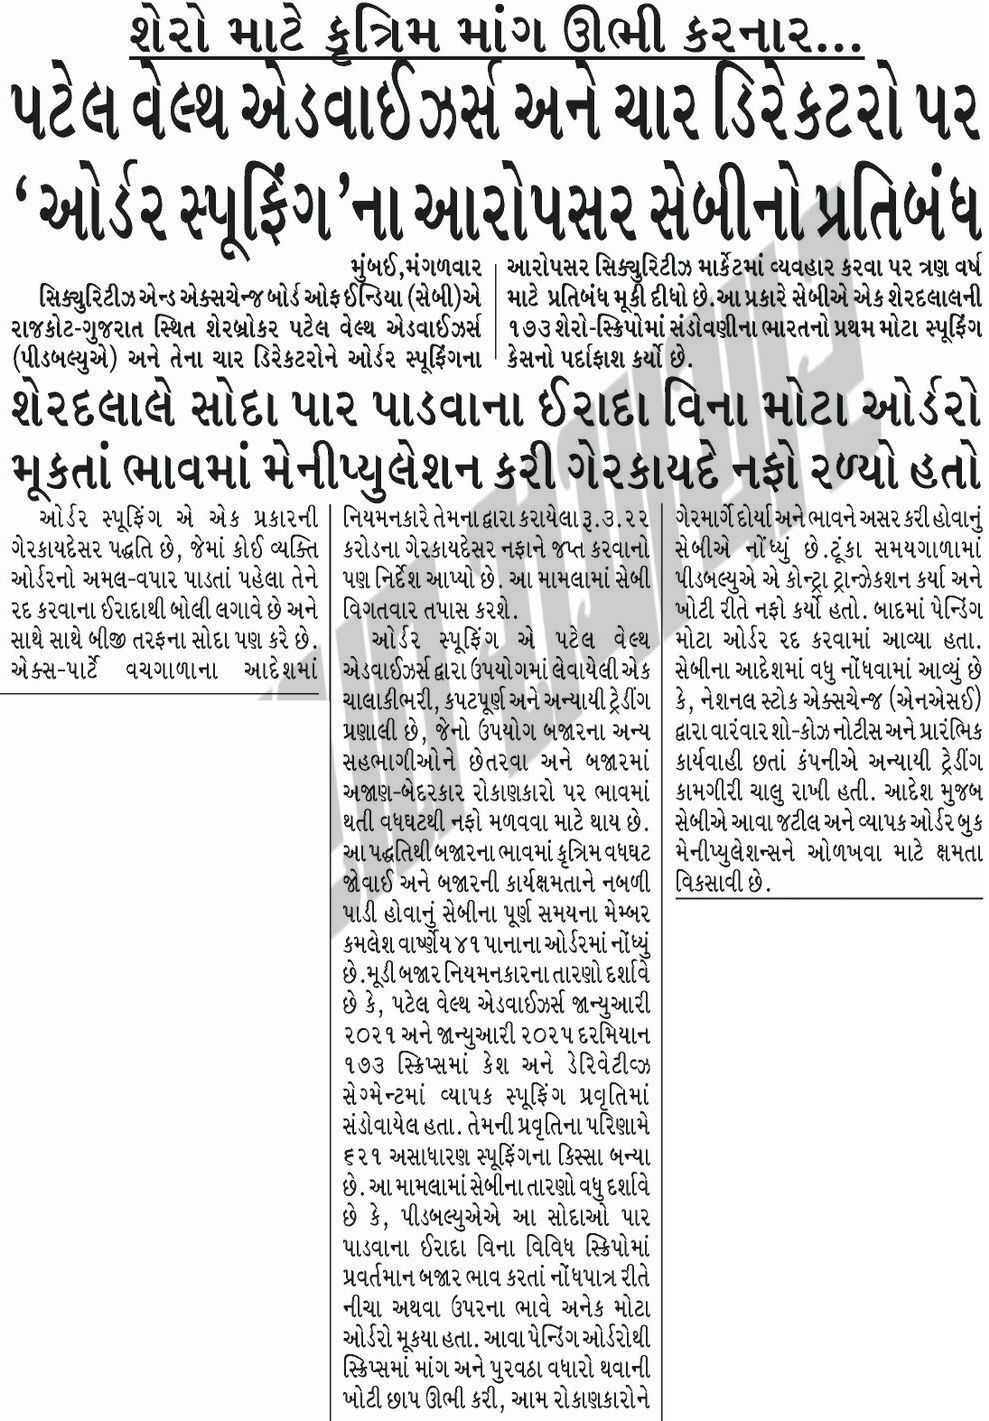 શેરો માટે કૃત્રિમ માંગ ઊભી કરનાર...
પટેલ વેલ્થ એડવાઈઝર્સ અને ચાર ડિરેકટરો પર
‘ઓર્ડર સ્પૂફિંગ’ના આરોપસર સેબીનો પ્રતિબંધ
મુંબઈ,મંગળવાર
સિક્યુરિટીઝ એન્ડ એક્સચેન્જ બોર્ડ ઓફ ઈન્ડિયા (સેબી)એ
રાજકોટ-ગુજરાત સ્થિત શેરબ્રોકર પટેલ વેલ્થ એડવાઈઝર્સ
(પીડબલ્યુએ) અને તેના ચાર ડિરેકટરોને ઓર્ડર સ્પૂફિંગના
આરોપસર સિક્યુરિટીઝ માર્કેટમાં વ્યવહાર કરવા પર ત્રણ વર્ષ
માટે પ્રતિબંધ મૂકી દીધો છે.આ પ્રકારે સેબીએ એક શેરદલાલની
૧૭૩ શેરો-સ્ક્રિપોમાં સંડોવણીના ભારતનો પ્રથમ મોટા સ્પૂફિંગ
કેસનો પર્દાફાશ કર્યો છે.
શેરદલાલે સોદા પાર પાડવાના ઈરાદા વિના મોટા ઓર્ડરો
મૂકતાં ભાવમાં મેનીપ્યુલેશન કરી ગેરકાયદે નફો રળ્યો હતો
ઓર્ડર સ્પૂફિંગ એ એક પ્રકારની
ગેરકાયદેસર પદ્ધતિ છે, જેમાં કોઈ વ્યક્તિ
ઓર્ડરનો અમલ-વપાર પાડતાં પહેલા તેને
રદ કરવાના ઈરાદાથી બોલી લગાવે છે અને
સાથે સાથે બીજી તરફના સોદા પણ કરે છે.
એક્સ-પાર્ટે વચગાળાના આદેશમાં
નિયમનકારે તેમના દ્વારા કરાયેલા રૂ.૩.૨૨
કરોડના ગેરકાયદેસર નફાને જપ્ત કરવાનો
પણ નિર્દેશ આપ્યો છે. આ મામલામાં સેબી
વિગતવાર તપાસ કરશે.
ઓર્ડર સ્પૂફિંગ એ પટેલ વેલ્થ
એડવાઈઝર્સ દ્વારા ઉપયોગમાં લેવાયેલી એક
ચાલાકીભરી, કપટપૂર્ણ અને અન્યાયી ટ્રેડીંગ
પ્રણાલી છે, જેનો ઉપયોગ બજારના અન્ય
સહભાગીઓને છેતરવા અને બજારમાં
અજાણ-બેદરકાર રોકાણકારો પર ભાવમાં
થતી વધઘટથી નફો મળવવા માટે થાય છે.
આ પદ્ધતિથી બજારના ભાવમાં કૃત્રિમ વધઘટ
જોવાઈ અને બજારની કાર્યક્ષમતાને નબળી
પાડી હોવાનું સેબીના પૂર્ણ સમયના મેમ્બર
કમલેશ વાર્ષ્ણેય ૪૧ પાનાના ઓર્ડરમાં નોંધ્યું
છે.મૂડી બજાર નિયમનકારના તારણો દર્શાવે
છે કે, પટેલ વેલ્થ એડવાઈઝર્સ જાન્યુઆરી
૨૦૨૧ અને જાન્યુઆરી ૨૦૨૫ દરમિયાન
૧૭૩ સ્ક્રિપ્સમાં કેશ અને ડેરિવેટીવ્ઝ
સેગ્મેન્ટમાં વ્યાપક સ્પૂફિંગ પ્રવૃતિમાં
સંડોવાયેલ હતા. તેમની પ્રવૃતિના પરિણામે
૬૨૧ અસાધારણ સ્પૂફિંગના કિસ્સા બન્યા
છે. આ મામલામાં સેબીના તારણો વધુ દર્શાવે
છે કે, પીડબલ્યુએએ આ સોદાઓ પાર
પાડવાના ઈરાદા વિના વિવિધ સ્ક્રિપોમાં
પ્રવર્તમાન બજાર ભાવ કરતાં નોંધપાત્ર રીતે
નીચા અથવા ઉપરના ભાવે અનેક મોટા
ઓર્ડરો મૂકયા હતા. આવા પેન્ડિંગ ઓર્ડરોથી
સ્ક્રિપ્સમાં માંગ અને પુરવઠા વધારો થવાની
ખોટી છાપ ઊભી કરી, આમ રોકાણકારોને
ગેરમાર્ગે દોર્યા અને ભાવને અસર કરી હોવાનું
સેબીએ નોંધ્યું છે.ટૂંકા સમયગાળામાં
પીડબલ્યુએ એ કોન્ટ્રા ટ્રાન્ઝેકશન કર્યા અને
ખોટી રીતે નફો કર્યો હતો. બાદમાં પેન્ડિંગ
મોટા ઓર્ડર રદ કરવામાં આવ્યા હતા.
સેબીના આદેશમાં વધુ નોંધવામાં આવ્યું છે
કે, નેશનલ સ્ટોક એક્સચેન્જ (એનએસઈ)
દ્વારા વારંવાર શો-કોઝ નોટીસ અને પ્રારંભિક
કાર્યવાહી છતાં કંપનીએ અન્યાયી ટ્રેડીંગ
કામગીરી ચાલુ રાખી હતી. આદેશ મુજબ
સેબીએ આવા જટીલ અને વ્યાપક ઓર્ડર બુક
મેનીપ્યુલેશન્સને ઓળખવા માટે ક્ષમતા
વિકસાવી છે.